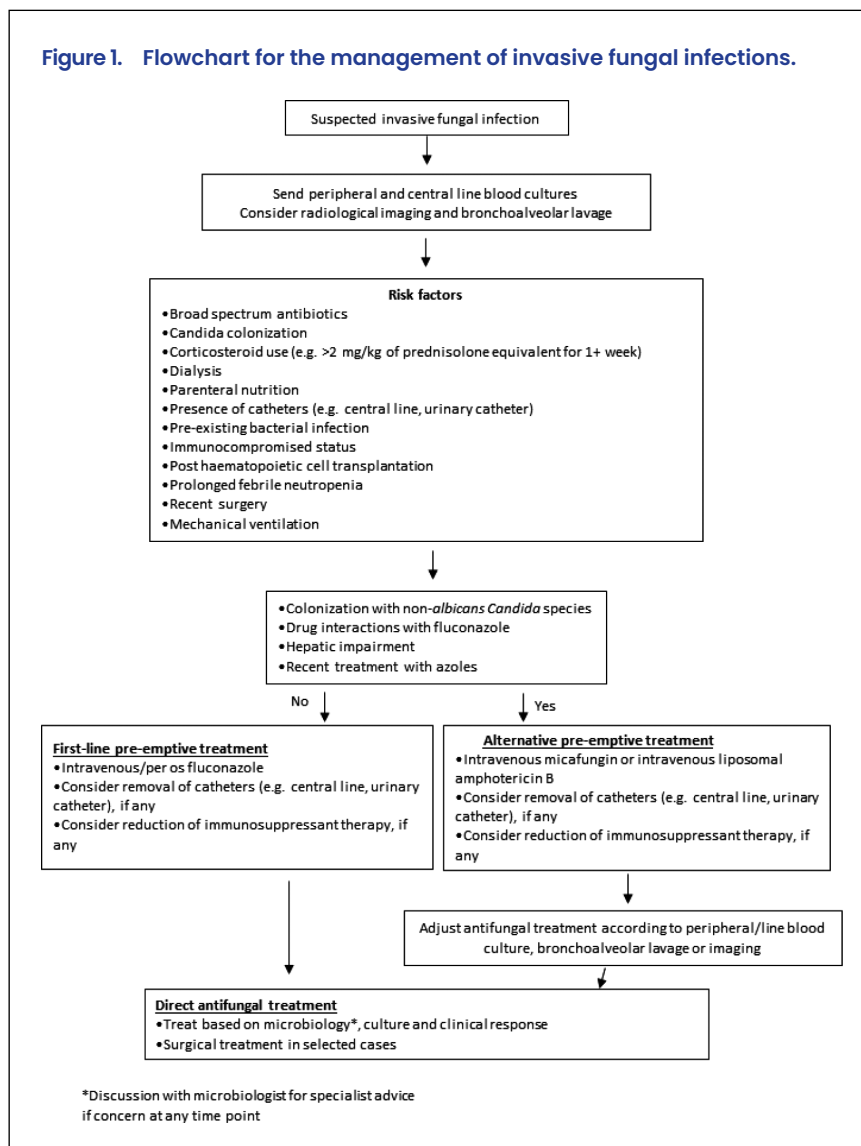 Figure 1. Flowchart for the management of invasive fungal infections.
Suspected invasive fungal infection
Send peripheral and central line blood cultures
Consider radiological imaging and bronchoalveolar lavage
Risk factors
•Broad spectrum antibiotics
•Candida colonization
•Corticosteroid use (e.g. >2 mg/kg of prednisolone equivalent for 1+ week)
•Dialysis
•Parenteral nutrition
•Presence of catheters (e.g. central line, urinary catheter)
•Pre-existing bacterial infection
•Immunocompromised status
•Post haematopoietic cell transplantation
•Prolonged febrile neutropenia
•Recent surgery
•Mechanical ventilation
•Colonization with non-albicans Candida species
•Drug interactions with fluconazole
•Hepatic impairment
•Recent treatment with azoles
No
Yes
First-line pre-emptive treatment
•Intravenous/per os fluconazole
•Consider removal of catheters (e.g. central line, urinary
catheter), if any
•Consider reduction of immunosuppressant therapy, if
any
Alternative pre-emptive treatment
•Intravenous micafungin or intravenous liposomal
amphotericin B
•Consider removal of catheters (e.g. central line, urinary
catheter), if any
•Consider reduction of immunosuppressant therapy, if
any
Adjust antifungal treatment according to peripheral/line blood
culture, bronchoalveolar lavage or imaging
Direct antifungal treatment
•Treat based on microbiology*, culture and clinical response
•Surgical treatment in selected cases
*Discussion with microbiologist for specialist advice
if concern at any time point